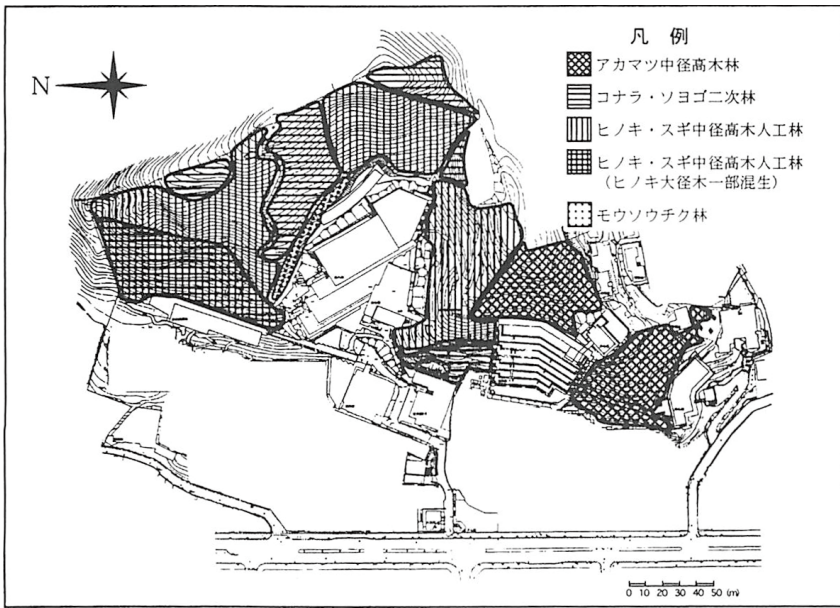 凡例
アカマツ中径高木林
コナラ・ソヨゴ二次林
ヒノキ・スギ中径高木人工林
ヒノキ・スギ中径高木人工林
(ヒノキ大径木一部混生)
モウソウチク林
N
0 10 20 30 40 50 (m)